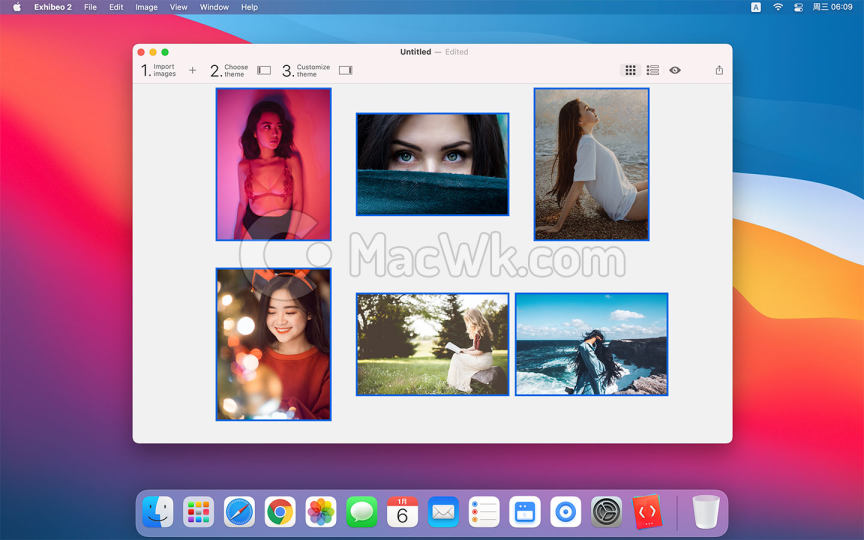 Exhibeo 2 File Edit Image View Window Help
A 周三 06:09
Untitled — Edited
1. Import images + 2. Choose theme 3. Customize theme
MacWk.com
1月
6